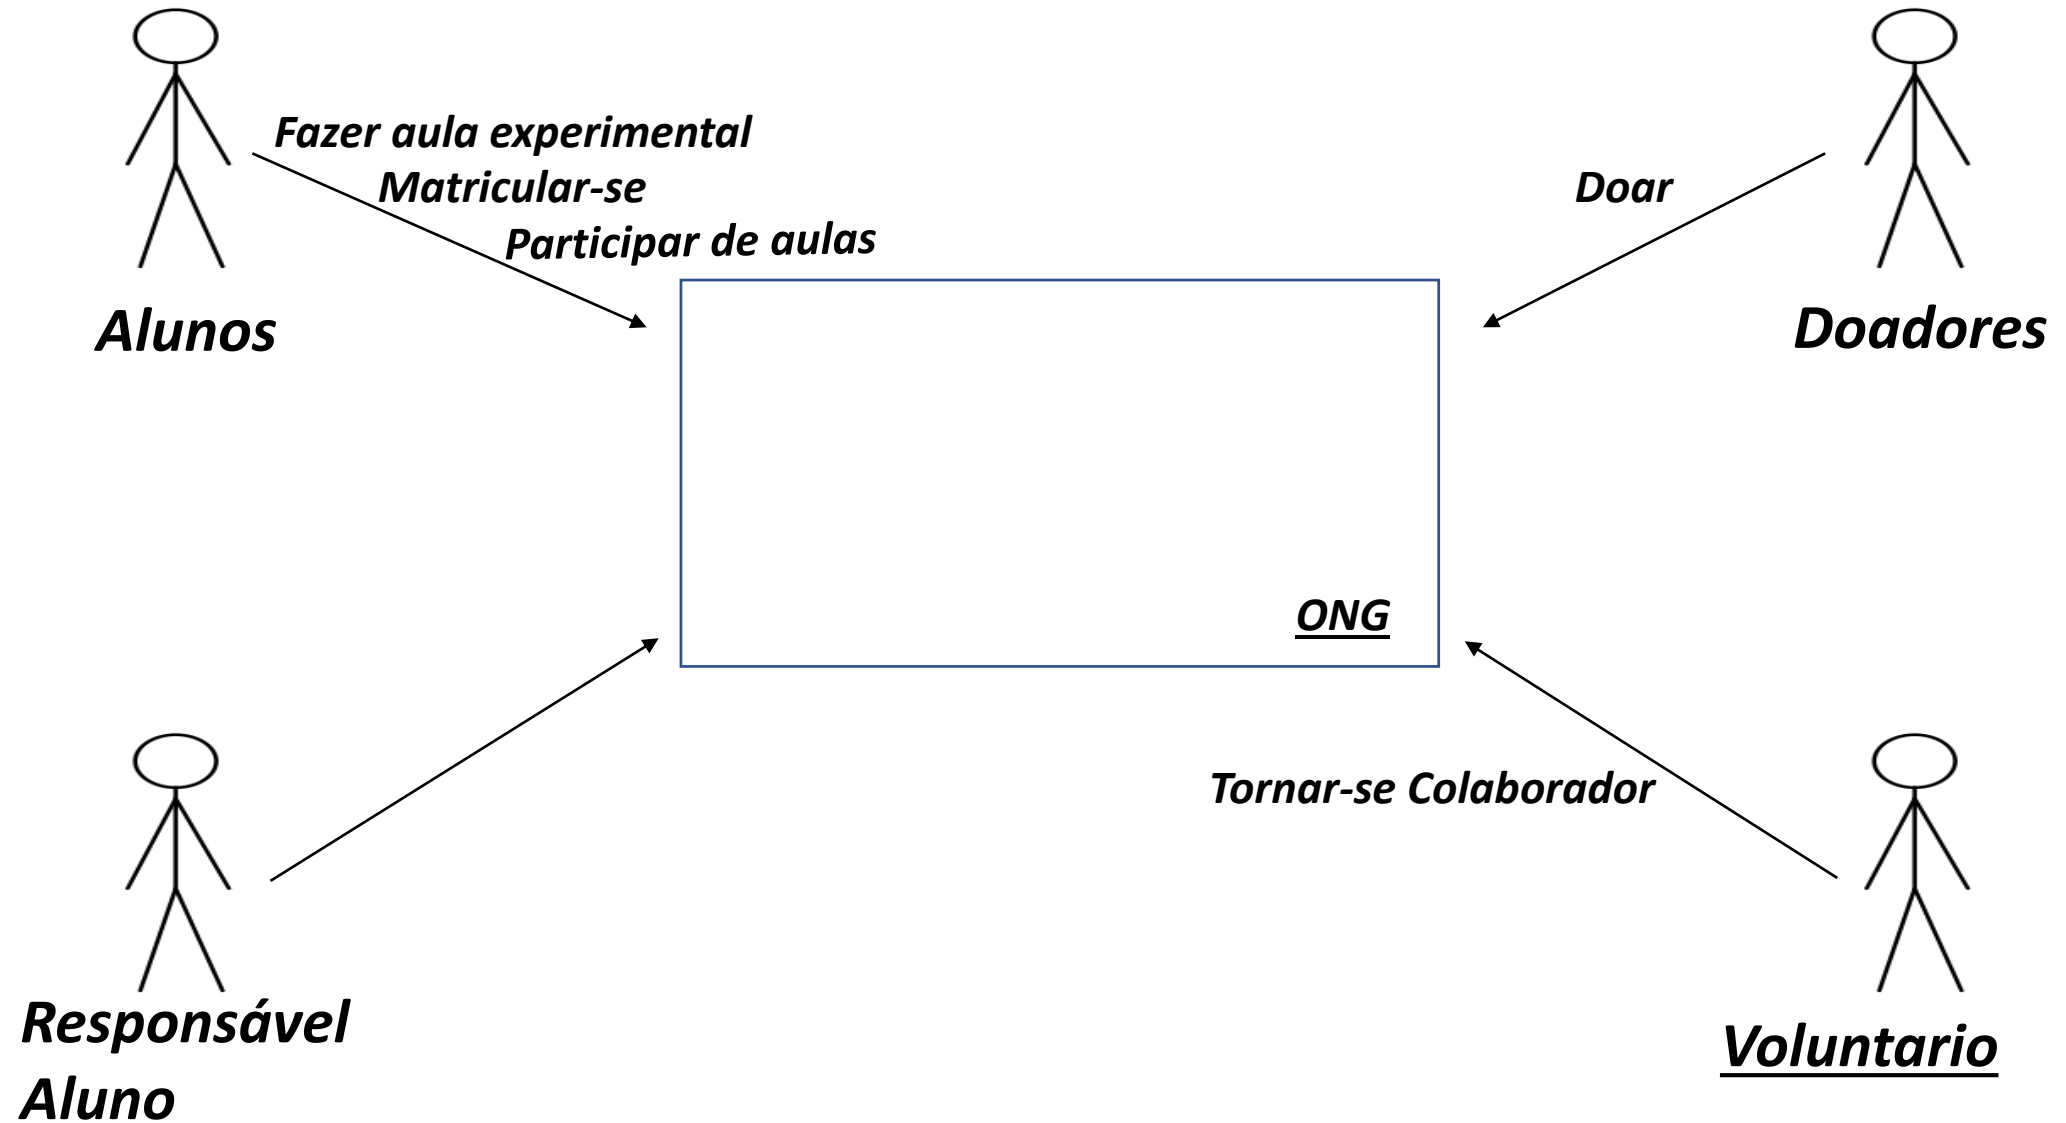 Fazer aula experimental
Matricular-se
Participar de aulas
Doar
Alunos
Doadores
ONG
Tornar-se Colaborador
Responsável
Aluno
Voluntario